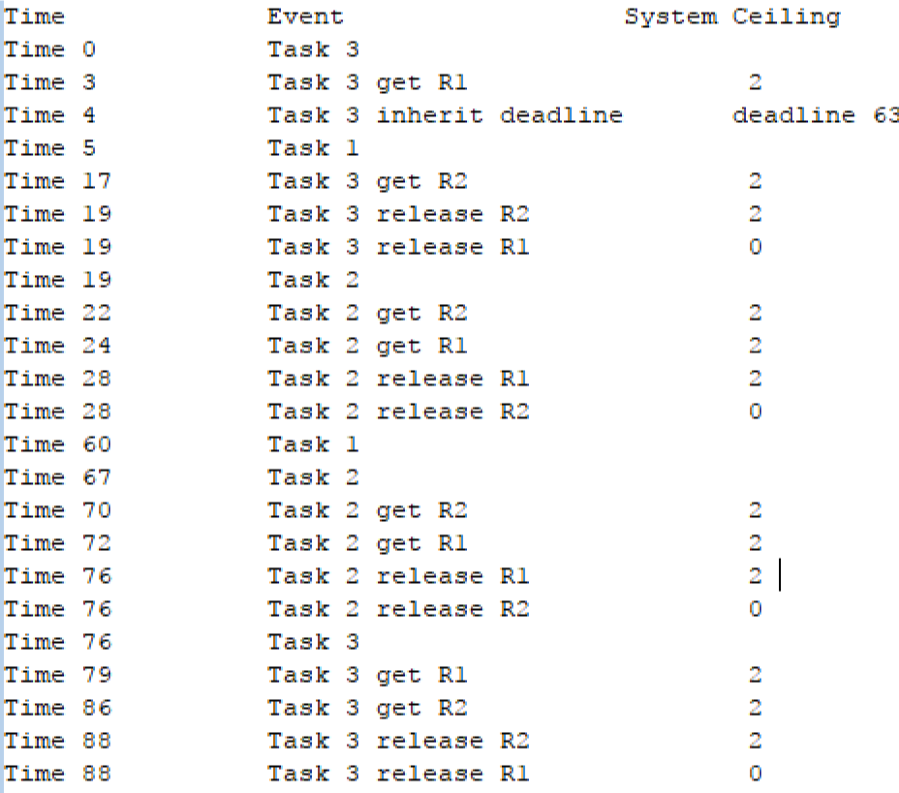 Time Event System Ceiling
Time 0 Task 3
Time 3 Task 3 get R1 2
Time 4 Task 3 inherit deadline deadline 63
Time 5 Task 1
Time 17 Task 3 get R2 2
Time 19 Task 3 release R2 2
Time 19 Task 3 release R1 0
Time 19 Task 2
Time 22 Task 2 get R2 2
Time 24 Task 2 get R1 2
Time 28 Task 2 release R1 2
Time 28 Task 2 release R2 0
Time 60 Task 1
Time 67 Task 2
Time 70 Task 2 get R2 2
Time 72 Task 2 get R1 2
Time 76 Task 2 release R1 2
Time 76 Task 2 release R2 0
Time 76 Task 3
Time 79 Task 3 get R1 2
Time 86 Task 3 get R2 2
Time 88 Task 3 release R2 2
Time 88 Task 3 release R1 0